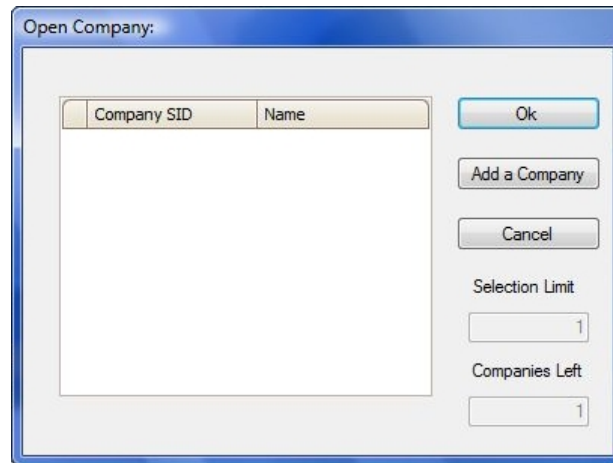 Open Company:
Company SID Name
Ok
Add a Company
Cancel
Selection Limit
1
Companies Left
1